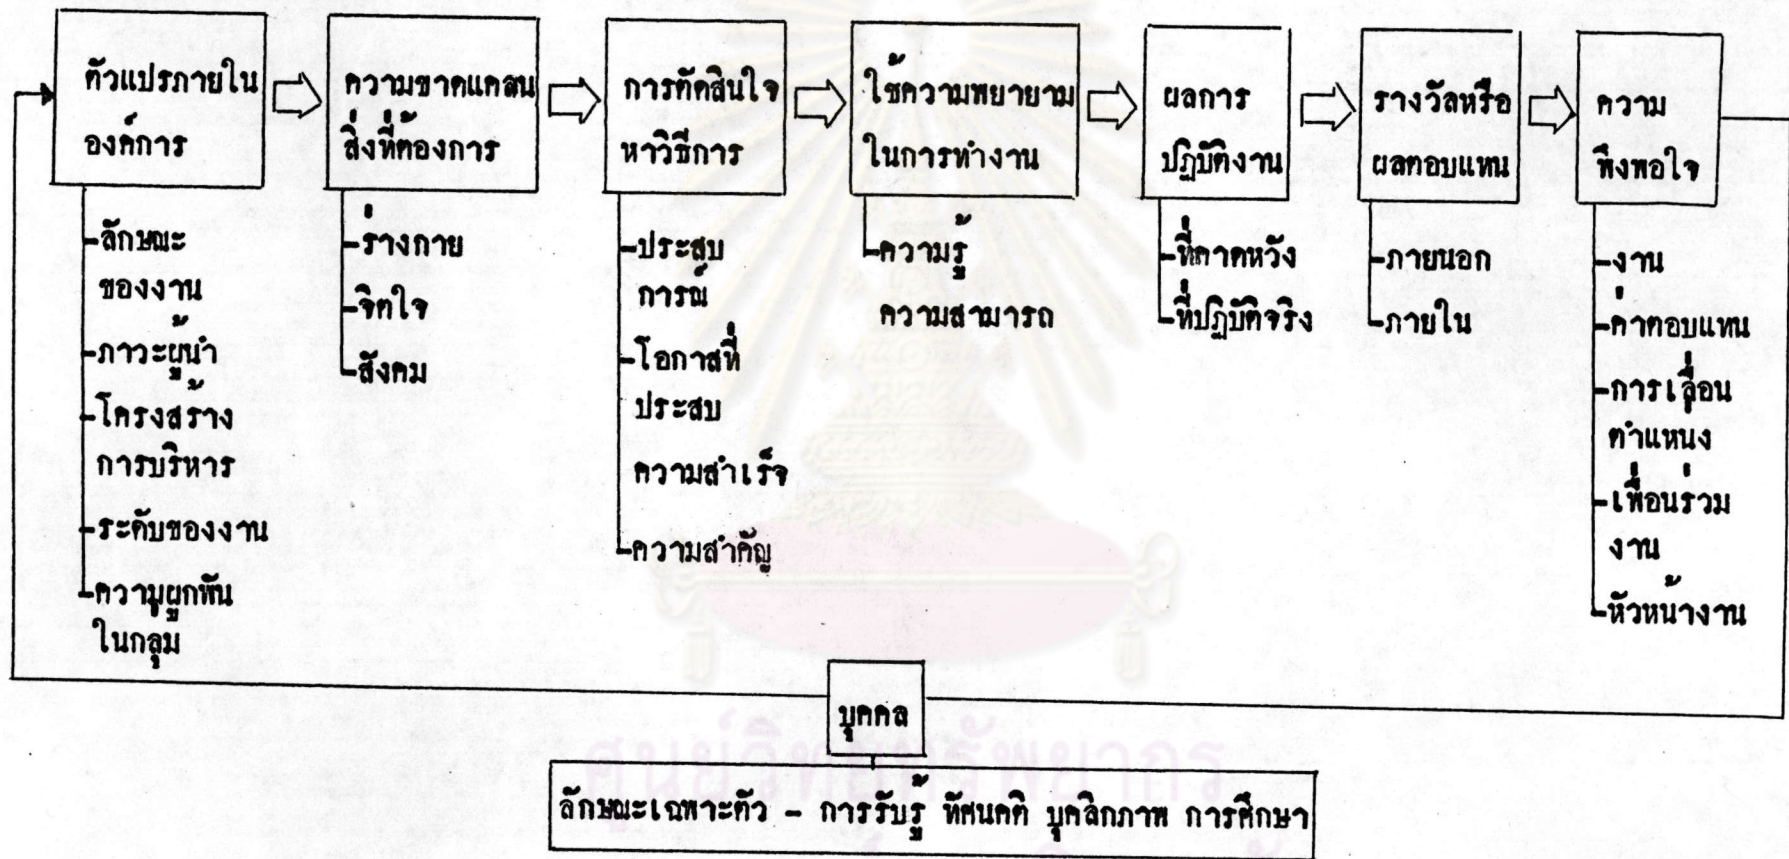 ตัวแปรภายใน
องค์การ
-ลักษณะ
ของงาน
-ภาวะผู้นำ
-โครงสร้าง
การบริหาร
-ระดับของงาน
-ความผูกพัน
ในกลุ่ม
ความขาดแคลน
สิ่งที่ต้องการ
-ร่างกาย
-จิตใจ
-สังคม
การตัดสินใจ
หาวิธีการ
-ประสบ
การณ์
-โอกาสที่
ประสบ
ความสำเร็จ
-ความสำคัญ
ใช้ความพยายาม
ในการทำงาน
-ความรู้
ความสามารถ
ผลการ
ปฏิบัติงาน
-ที่คาดหวัง
-ที่ปฏิบัติจริง
รางวัลหรือ
ผลตอบแทน
-ภายนอก
-ภายใน
ความ
พึงพอใจ
-งาน
-ค่าตอบแทน
-การเลื่อน
ตำแหน่ง
-เพื่อนร่วม
งาน
-หัวหน้างาน
บุคคล
ลักษณะเฉพาะตัว - การรับรู้ ทัศนคติ บุคลิกภาพ การศึกษา
ศูนย์วิทยทรัพยากร